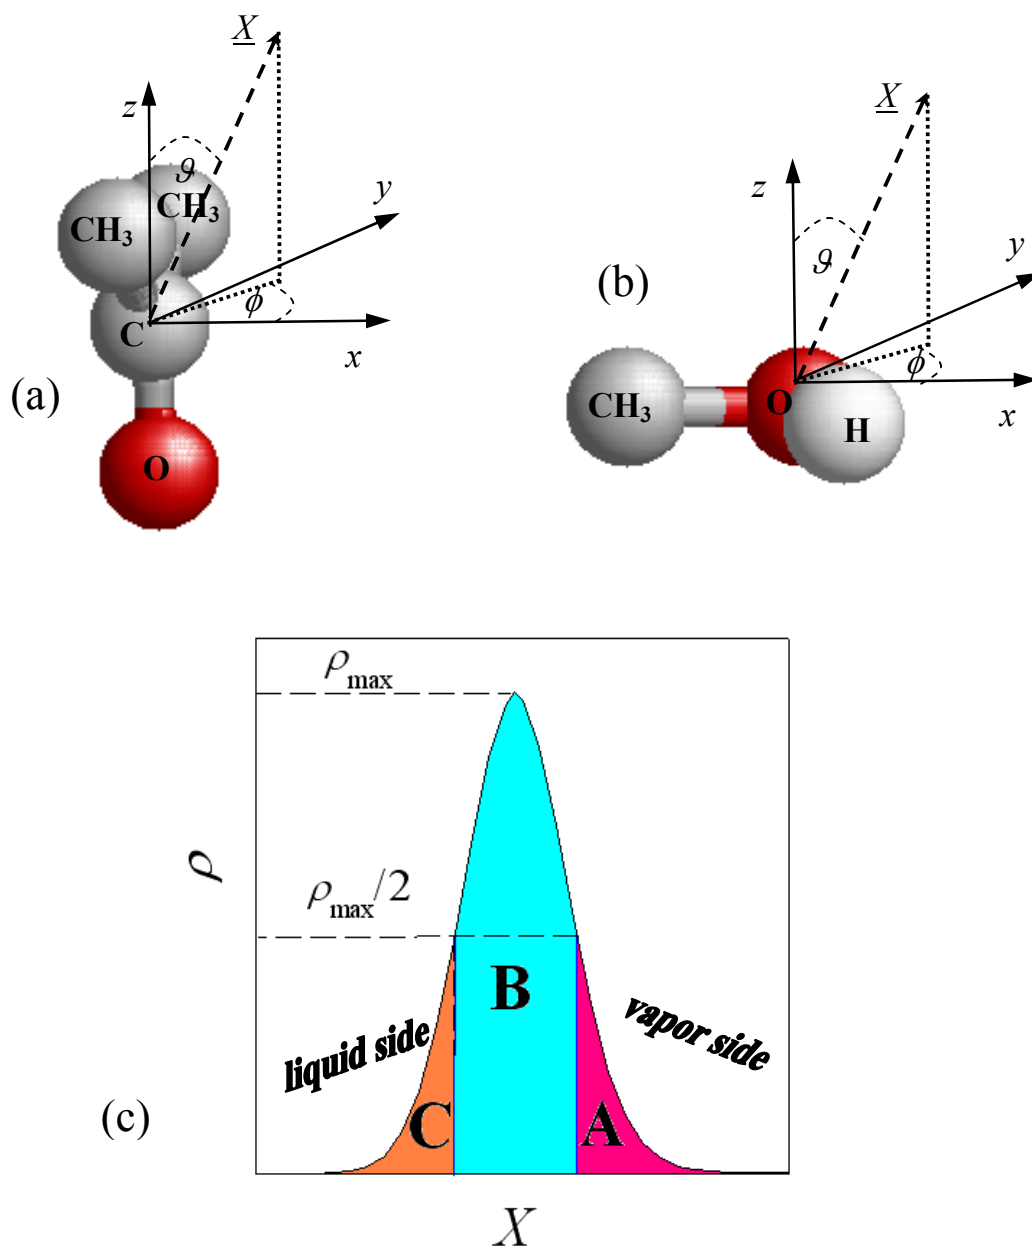 X
z
ϑ
CH₃
CH₃
y
C
ϕ
x
(a)
O
X
z
ϑ
y
(b)
CH₃
O
ϕ
x
H
ρmax
ρ
ρmax/2
B
liquid side
vapor side
C
A
(c)
X